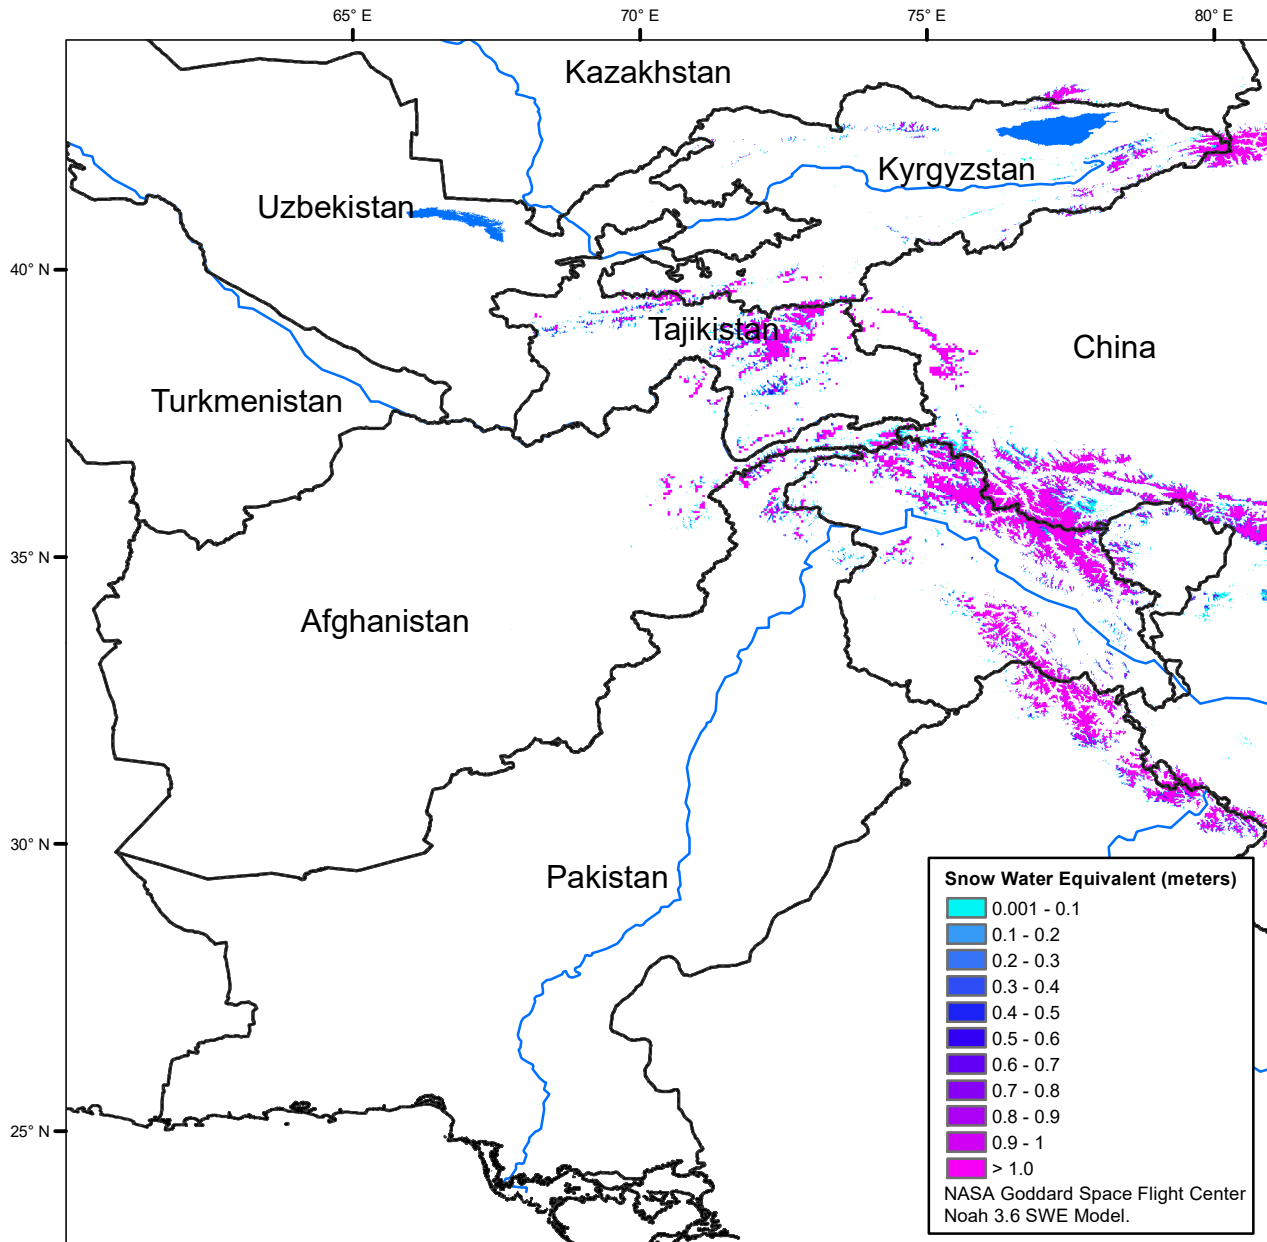 65° E
70° E
75° E
80° E
Kazakhstan
Kyrgyzstan
Uzbekistan
40° N
Tajikistan
China
Turkmenistan
35° N
Afghanistan
30° N
Pakistan
25° N
Snow Water Equivalent (meters)
0.001 - 0.1
0.1 - 0.2
0.2 - 0.3
0.3 - 0.4
0.4 - 0.5
0.5 - 0.6
0.6 - 0.7
0.7 - 0.8
0.8 - 0.9
0.9 - 1
> 1.0
NASA Goddard Space Flight Center
Noah 3.6 SWE Model.